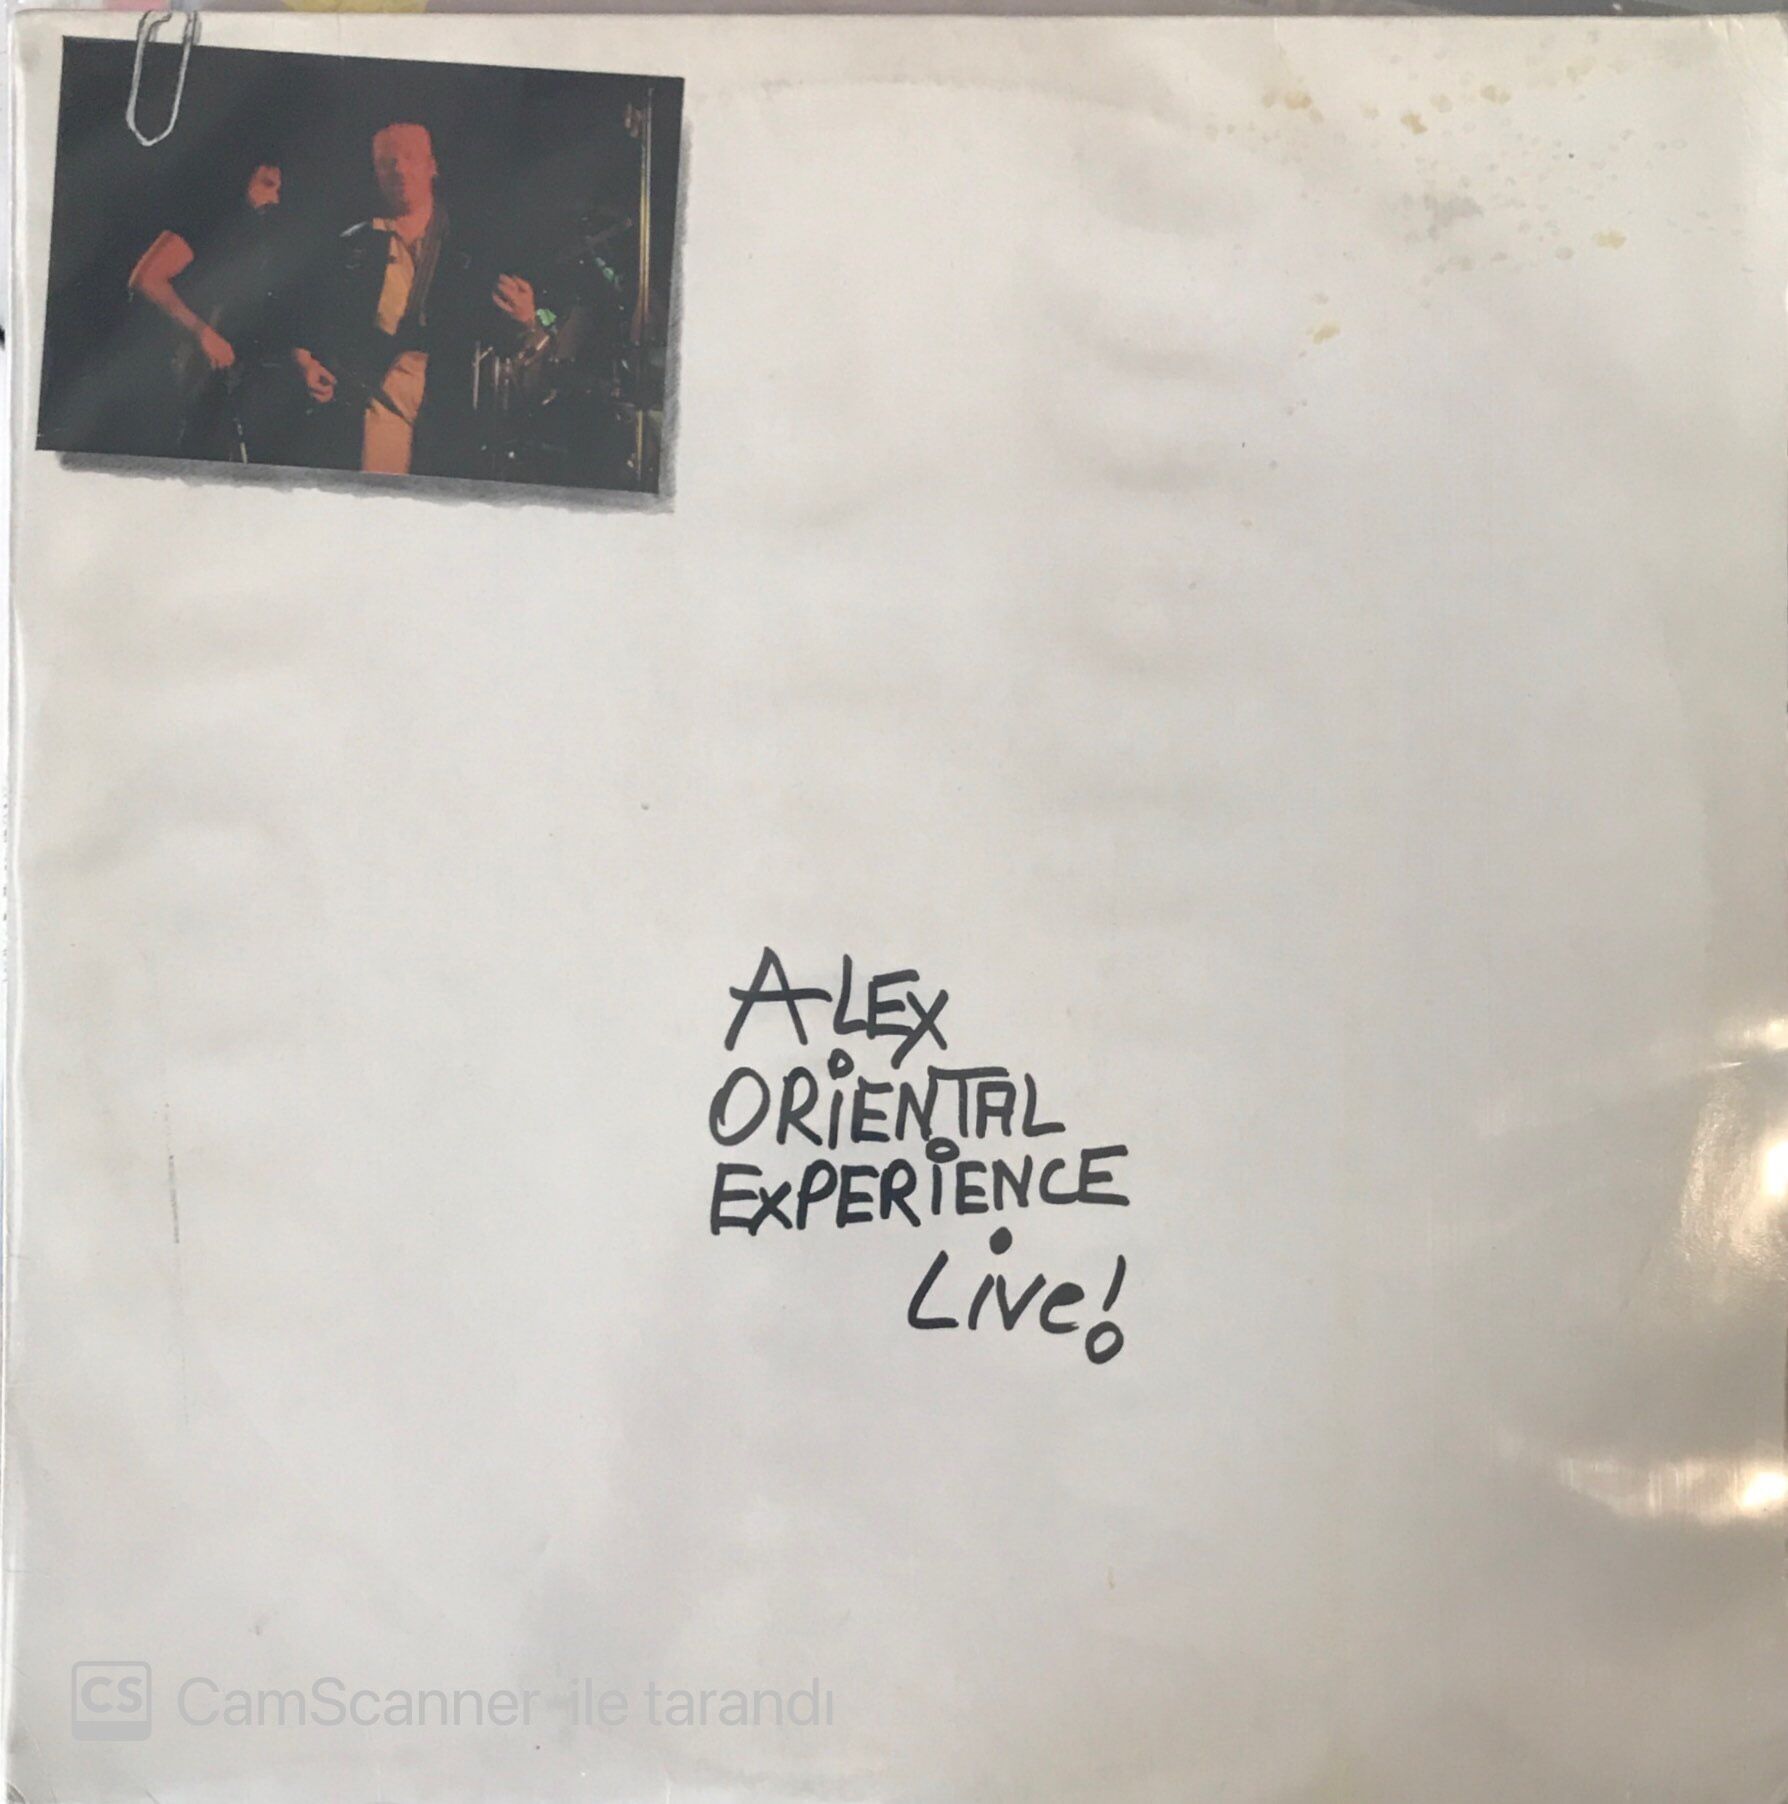 ALEX
ORiENTAL
EXPERiENCE
Live!
CS CamScanner ile tarandı